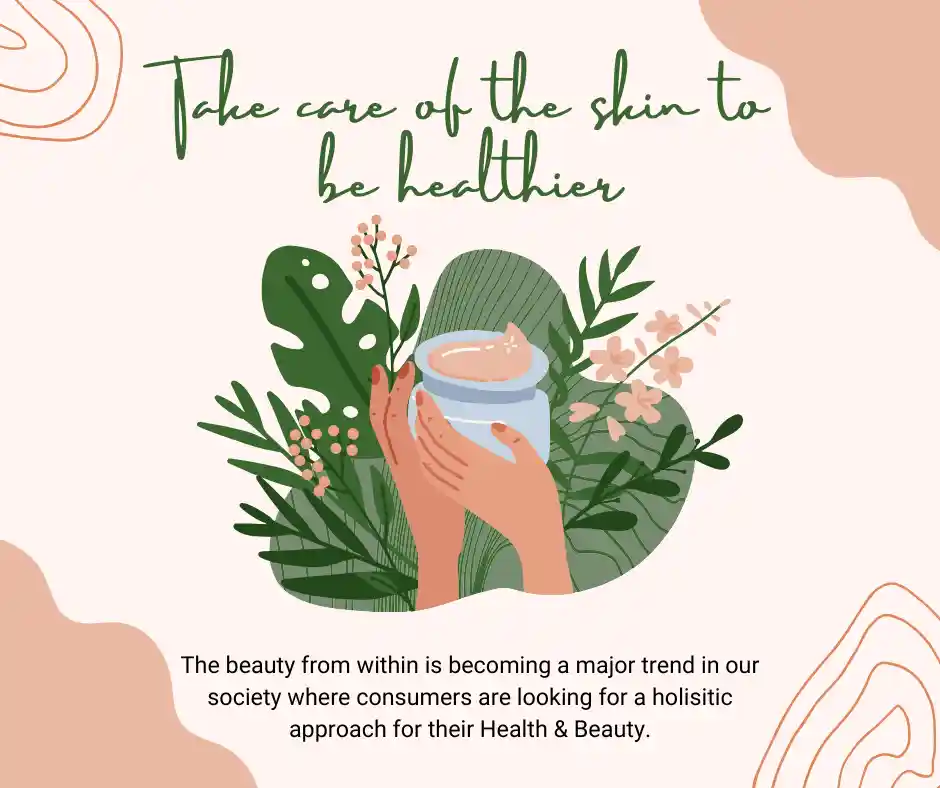 Take care of the skin to
be healthier
The beauty from within is becoming a major trend in our
society where consumers are looking for a holisitic
approach for their Health & Beauty.